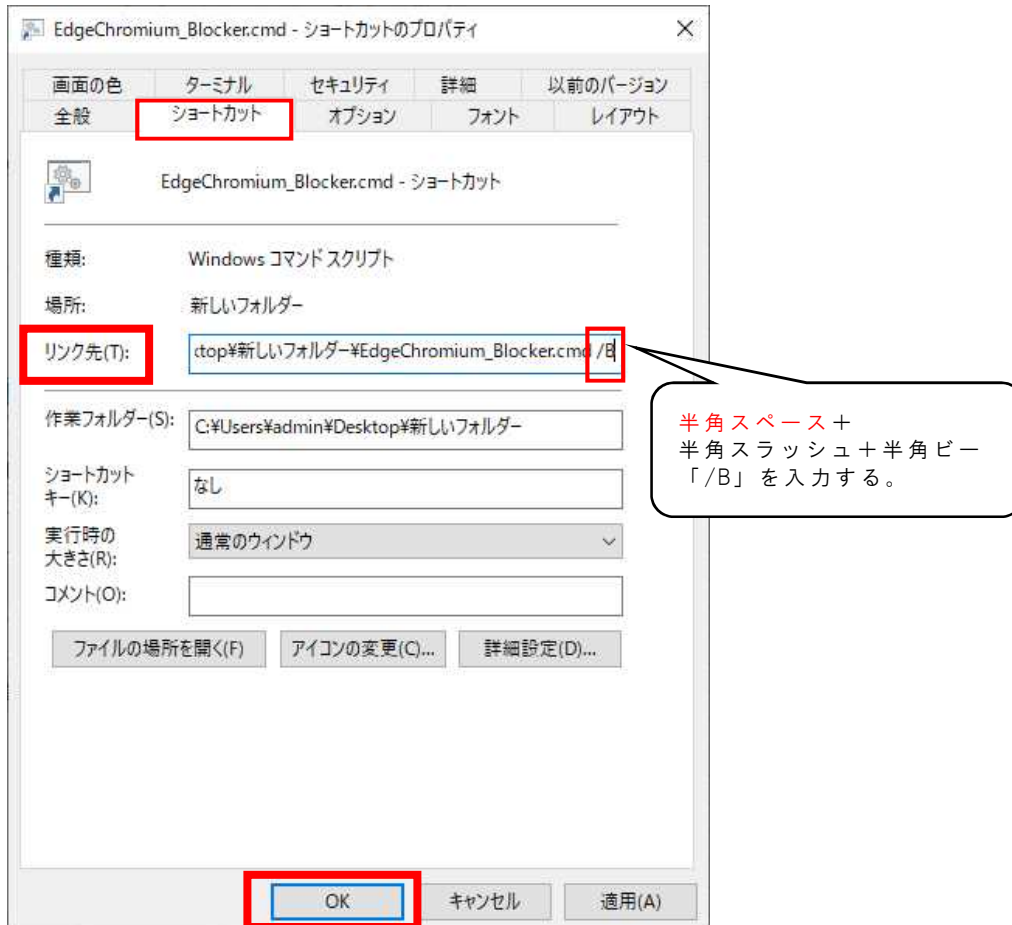 EdgeChromium_Blocker.cmd - ショートカットのプロパティ
画面の色 ターミナル セキュリティ 詳細 以前のバージョン
全般 ショートカット オプション フォント レイアウト
EdgeChromium_Blocker.cmd - ショートカット
種類: Windows コマンド スクリプト
場所: 新しいフォルダー
リンク先(T): top¥新しいフォルダー¥EdgeChromium_Blocker.cmd /B
半角スペース＋
半角スラッシュ＋半角ビー
「/B」を入力する。
作業フォルダー(S): C:¥Users¥admin¥Desktop¥新しいフォルダー
ショートカット
キー(K): なし
実行時の
大きさ(R): 通常のウィンドウ
コメント(O):
ファイルの場所を開く(F) アイコンの変更(C)... 詳細設定(D)...
OK キャンセル 適用(A)